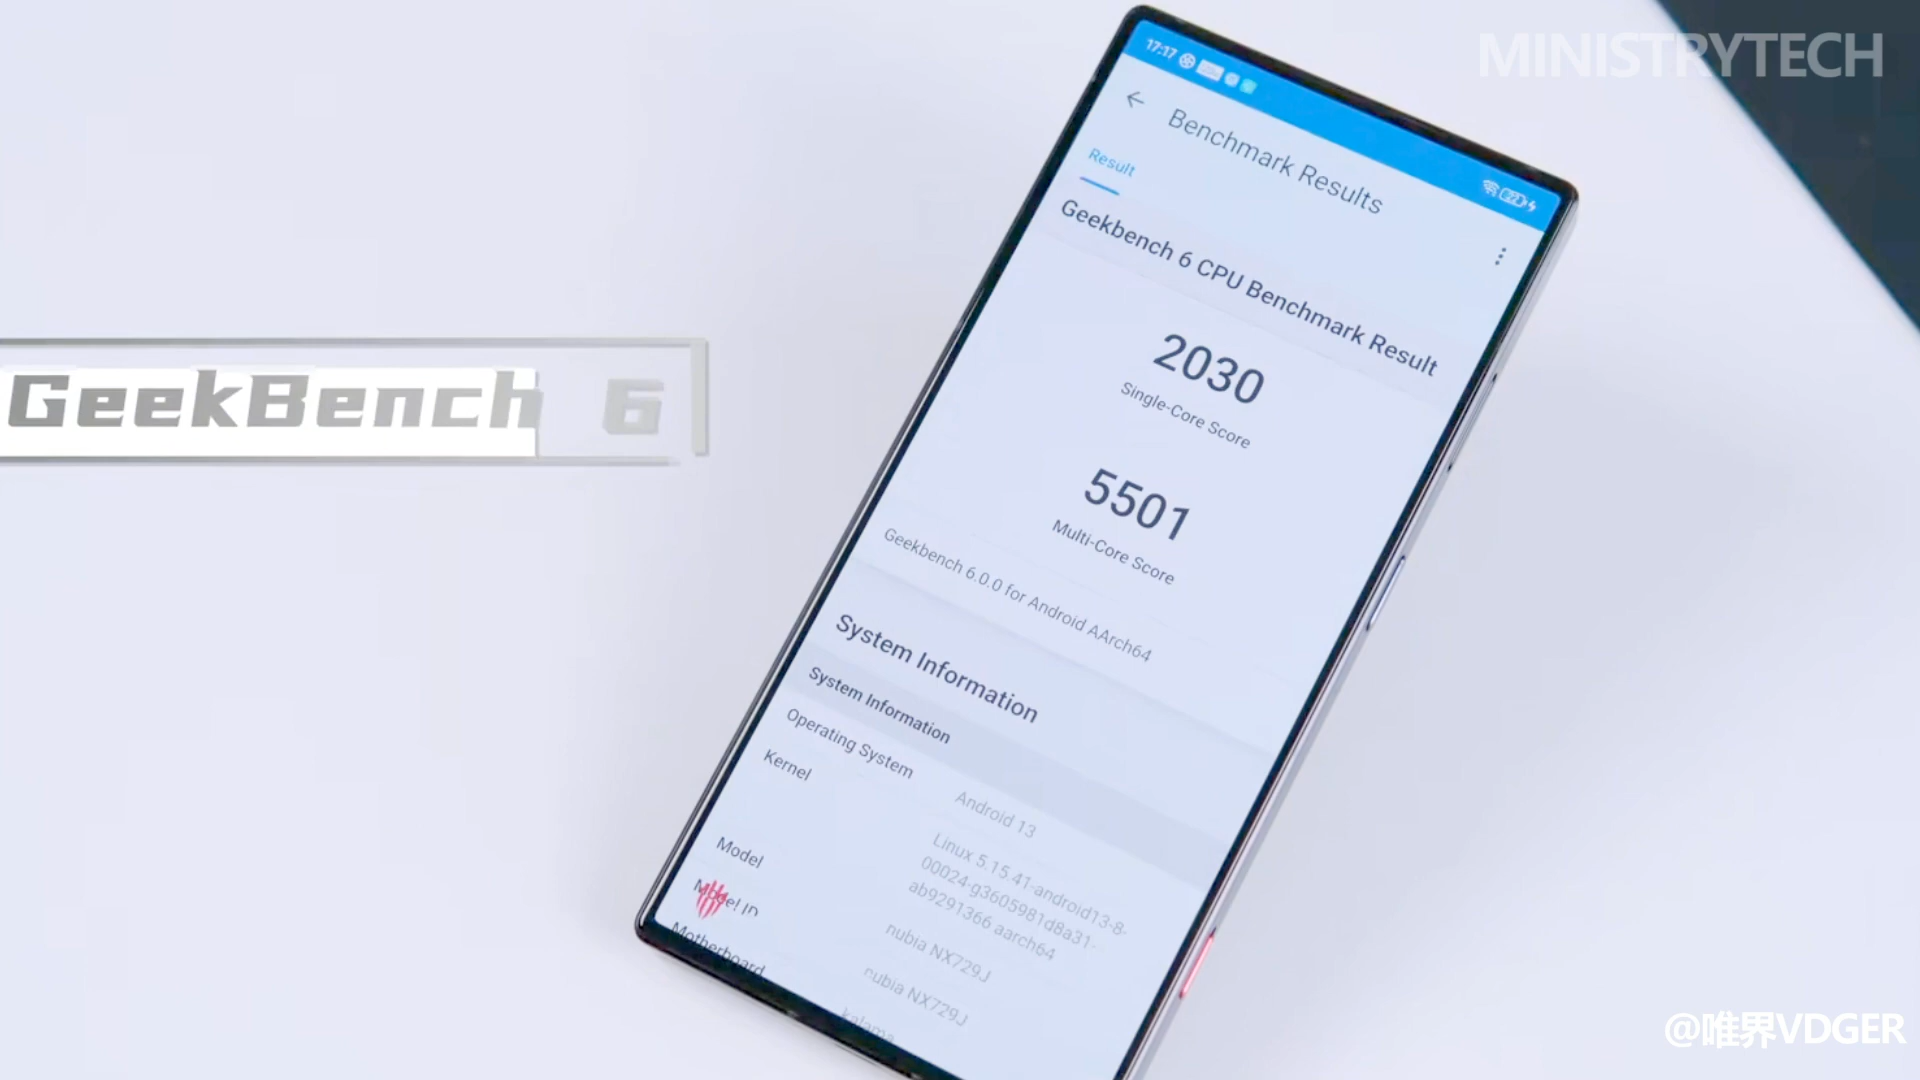 MINISTRYTECH
17:17
Benchmark Results
Result
Geekbench 6 CPU Benchmark Result
2030
Single-Core Score
5501
Multi-Core Score
Geekbench 6.0.0 for Android AArch64
System Information
System Information
Operating System
Android 13
Kernel
Linux 5.15.41-android13-8-
00024-g3605981d8a31-
ab9291366 aarch64
Model
nubia NX729J
Model ID
nubia NX729J
Motherboard
kalama
GeekBench 6
@唯界VDGER